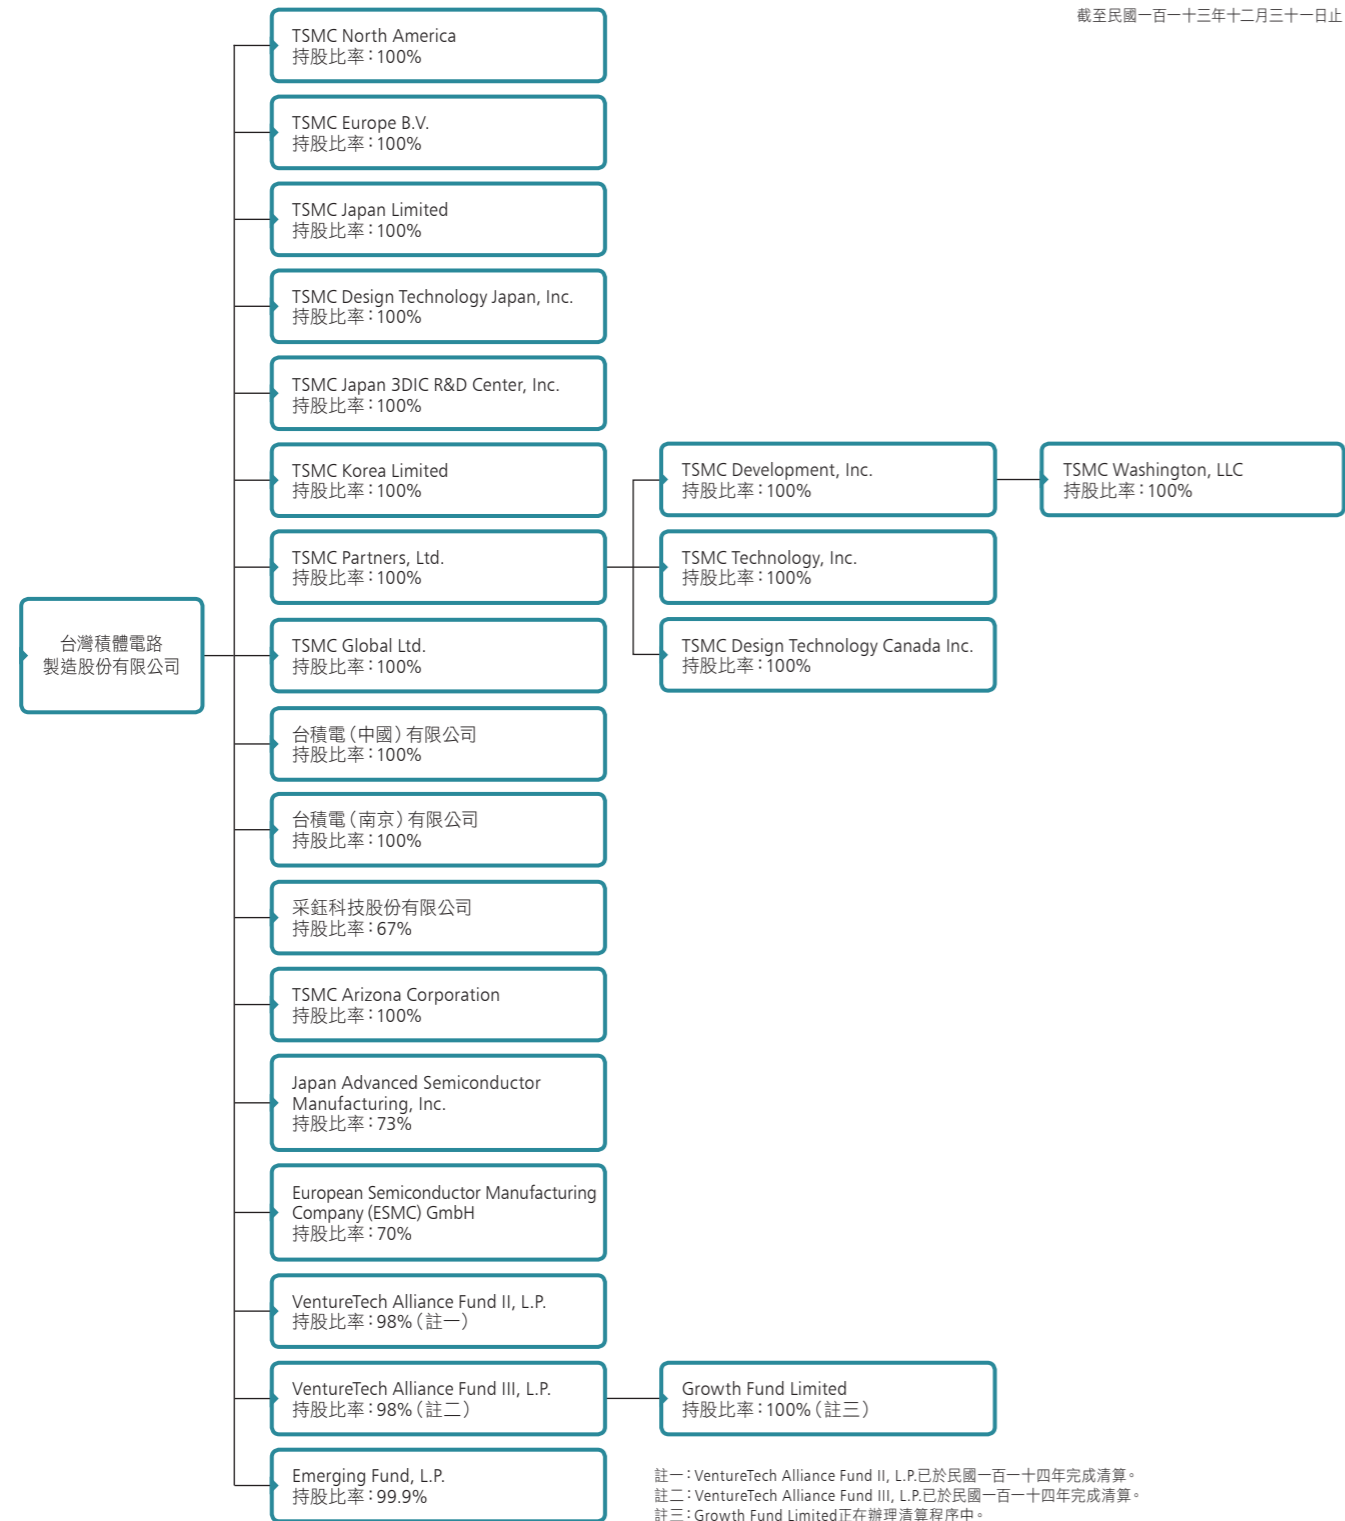 截至民國一百一十三年十二月三十一日止
台灣積體電路
製造股份有限公司
TSMC North America
持股比率：100%
TSMC Europe B.V.
持股比率：100%
TSMC Japan Limited
持股比率：100%
TSMC Design Technology Japan, Inc.
持股比率：100%
TSMC Japan 3DIC R&D Center, Inc.
持股比率：100%
TSMC Korea Limited
持股比率：100%
TSMC Partners, Ltd.
持股比率：100%
TSMC Development, Inc.
持股比率：100%
TSMC Washington, LLC
持股比率：100%
TSMC Technology, Inc.
持股比率：100%
TSMC Design Technology Canada Inc.
持股比率：100%
TSMC Global Ltd.
持股比率：100%
台積電（中國）有限公司
持股比率：100%
台積電（南京）有限公司
持股比率：100%
采鈺科技股份有限公司
持股比率：67%
TSMC Arizona Corporation
持股比率：100%
Japan Advanced Semiconductor
Manufacturing, Inc.
持股比率：73%
European Semiconductor Manufacturing
Company (ESMC) GmbH
持股比率：70%
VentureTech Alliance Fund II, L.P.
持股比率：98%（註一）
VentureTech Alliance Fund III, L.P.
持股比率：98%（註二）
Growth Fund Limited
持股比率：100%（註三）
Emerging Fund, L.P.
持股比率：99.9%
註一：VentureTech Alliance Fund II, L.P.已於民國一百一十四年完成清算。
註二：VentureTech Alliance Fund III, L.P.已於民國一百一十四年完成清算。
註三：Growth Fund Limited正在辦理清算程序中。